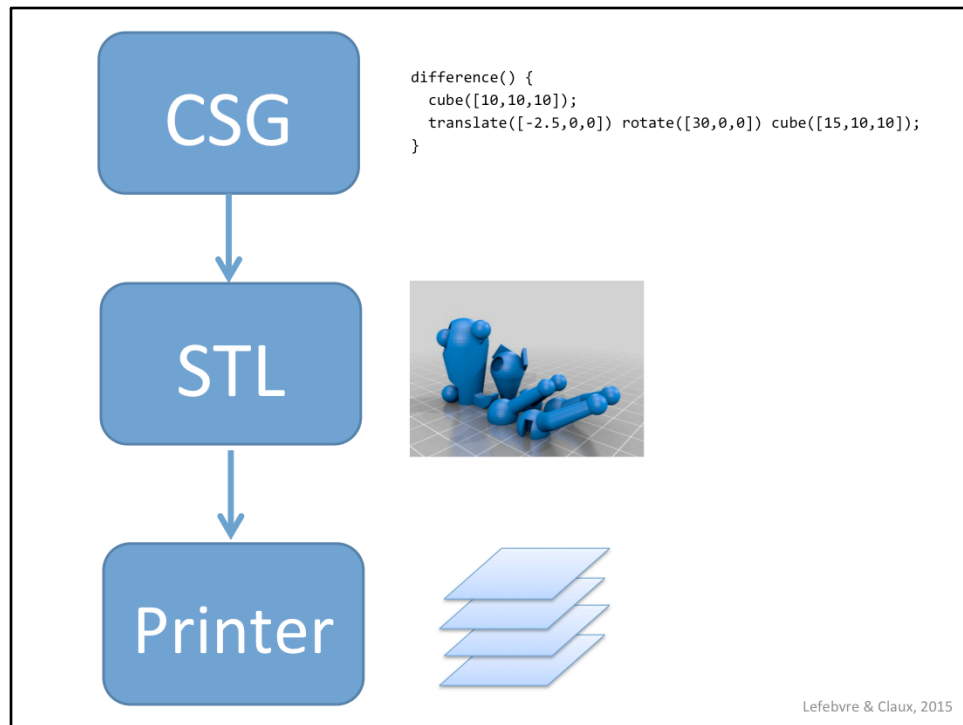 CSG
difference() {
  cube([10,10,10]);
  translate([-2.5,0,0]) rotate([30,0,0]) cube([15,10,10]);
}
STL
Printer
Lefebvre & Claux, 2015